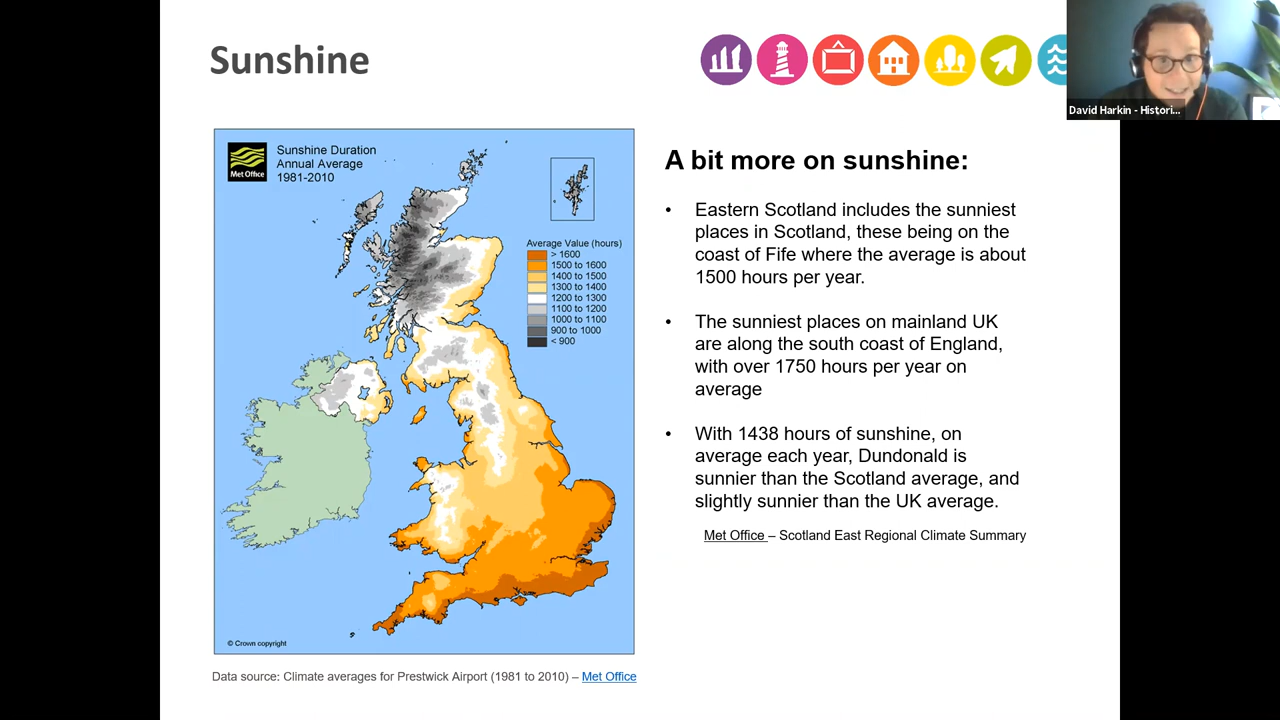 Sunshine
David Harkin - Histori...
Met Office
Sunshine Duration
Annual Average
1981-2010
Average Value (hours)
> 1600
1500 to 1600
1400 to 1500
1300 to 1400
1200 to 1300
1100 to 1200
1000 to 1100
900 to 1000
< 900
© Crown copyright
Data source: Climate averages for Prestwick Airport (1981 to 2010) – Met Office
A bit more on sunshine:
• Eastern Scotland includes the sunniest
places in Scotland, these being on the
coast of Fife where the average is about
1500 hours per year.
• The sunniest places on mainland UK
are along the south coast of England,
with over 1750 hours per year on
average
• With 1438 hours of sunshine, on
average each year, Dundonald is
sunnier than the Scotland average, and
slightly sunnier than the UK average.
Met Office – Scotland East Regional Climate Summary